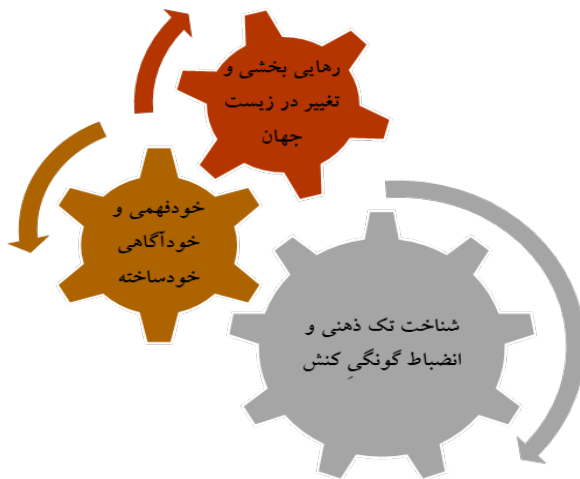 رهایی بخشی و
تغییر در زیست
جهان
خودفهمی و
خودآگاهی
خودساخته
شناخت تک ذهنی و
انضباط گونگیِ کنش